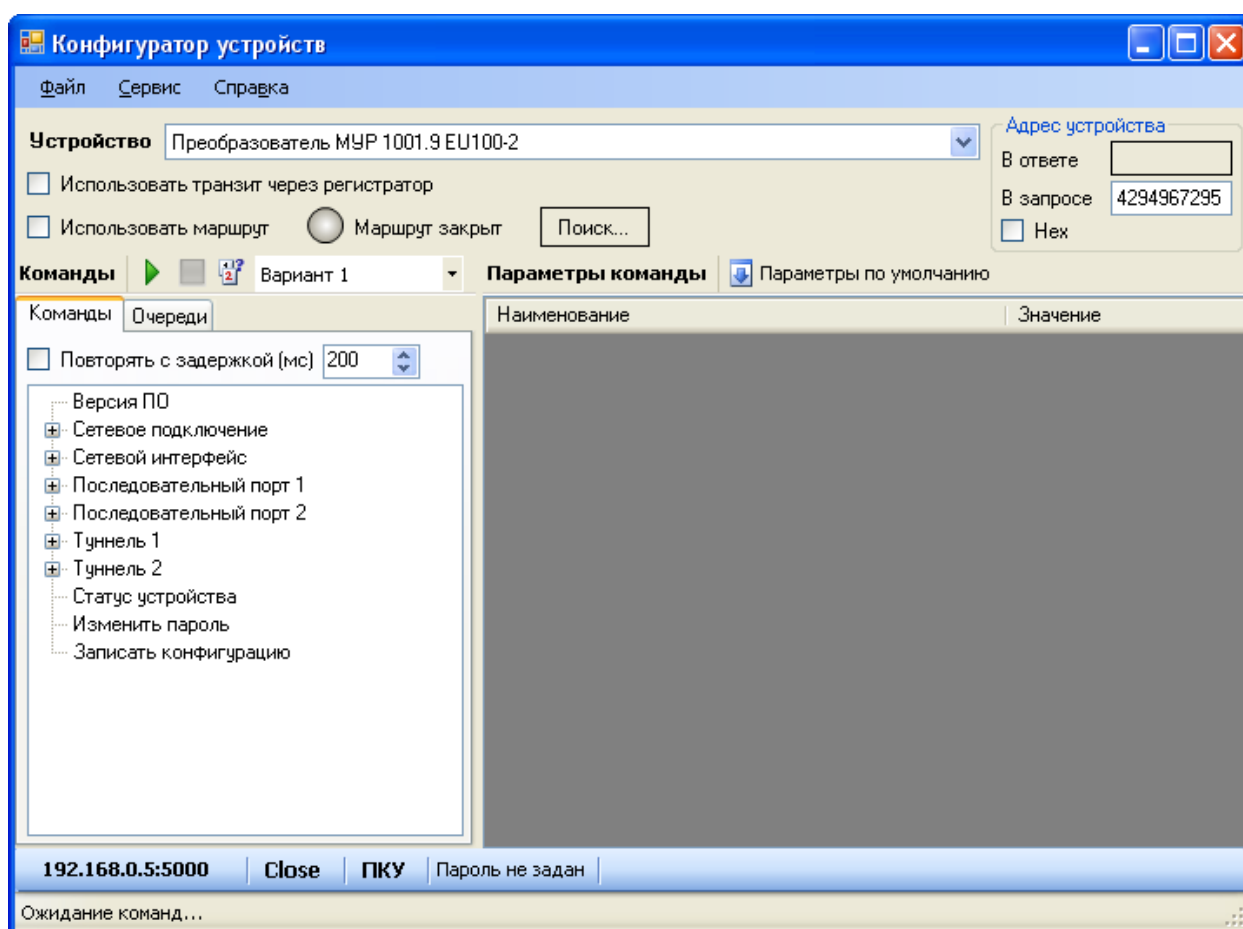 Конфигуратор устройств
Файл Сервис Справка
Устройство Преобразователь МУР 1001.9 EU100-2
Адрес устройства
В ответе
Использовать транзит через регистратор
В запросе 4294967295
Использовать маршрут Маршрут закрыт Поиск...
Hex
Команды Вариант 1 Параметры команды Параметры по умолчанию
Команды Очереди
Наименование Значение
Повторять с задержкой (мс) 200
Версия ПО
Сетевое подключение
Сетевой интерфейс
Последовательный порт 1
Последовательный порт 2
Туннель 1
Туннель 2
Статус устройства
Изменить пароль
Записать конфигурацию
192.168.0.5:5000 Close ПКУ Пароль не задан
Ожидание команд...